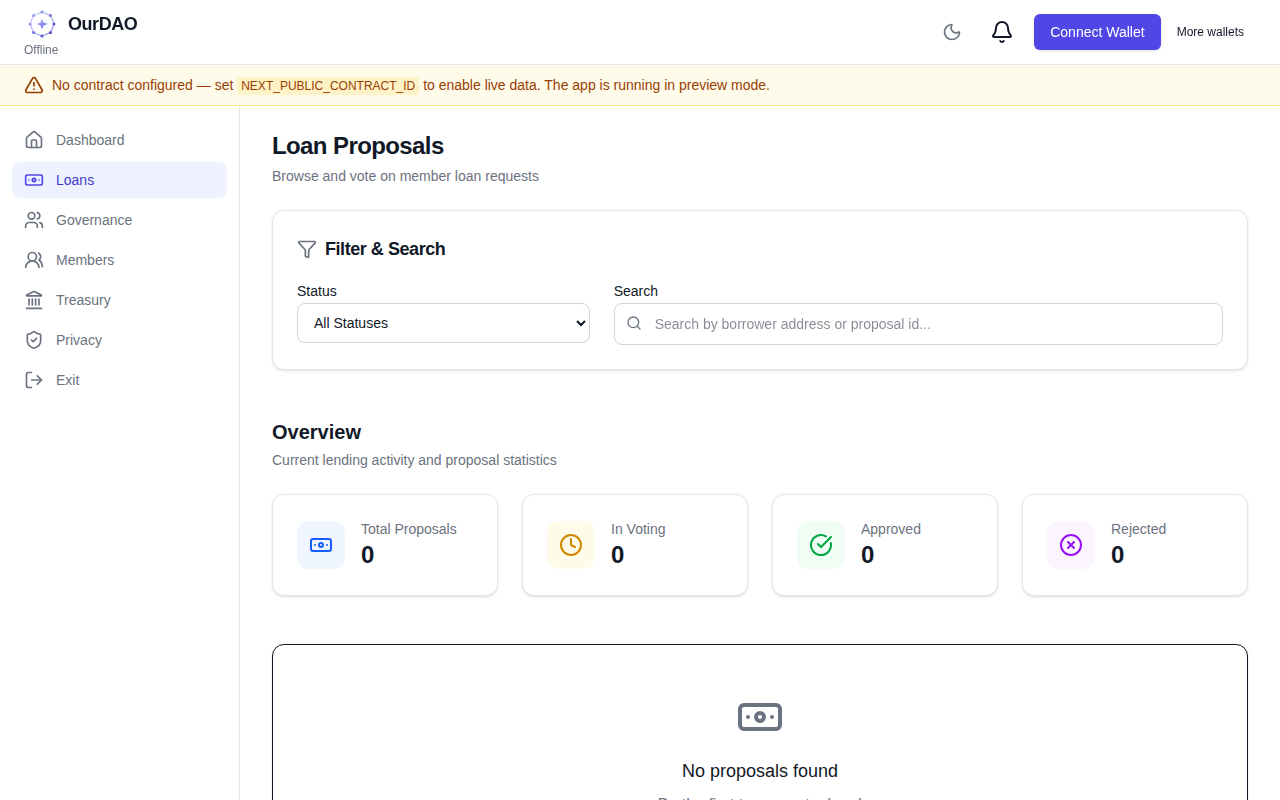 OurDAO
Offline
Connect Wallet
More wallets
No contract configured — set NEXT_PUBLIC_CONTRACT_ID to enable live data. The app is running in preview mode.
Dashboard
Loans
Governance
Members
Treasury
Privacy
Exit
Loan Proposals
Browse and vote on member loan requests
Filter & Search
Status
Search
All Statuses
Search by borrower address or proposal id...
Overview
Current lending activity and proposal statistics
Total Proposals
0
In Voting
0
Approved
0
Rejected
0
No proposals found